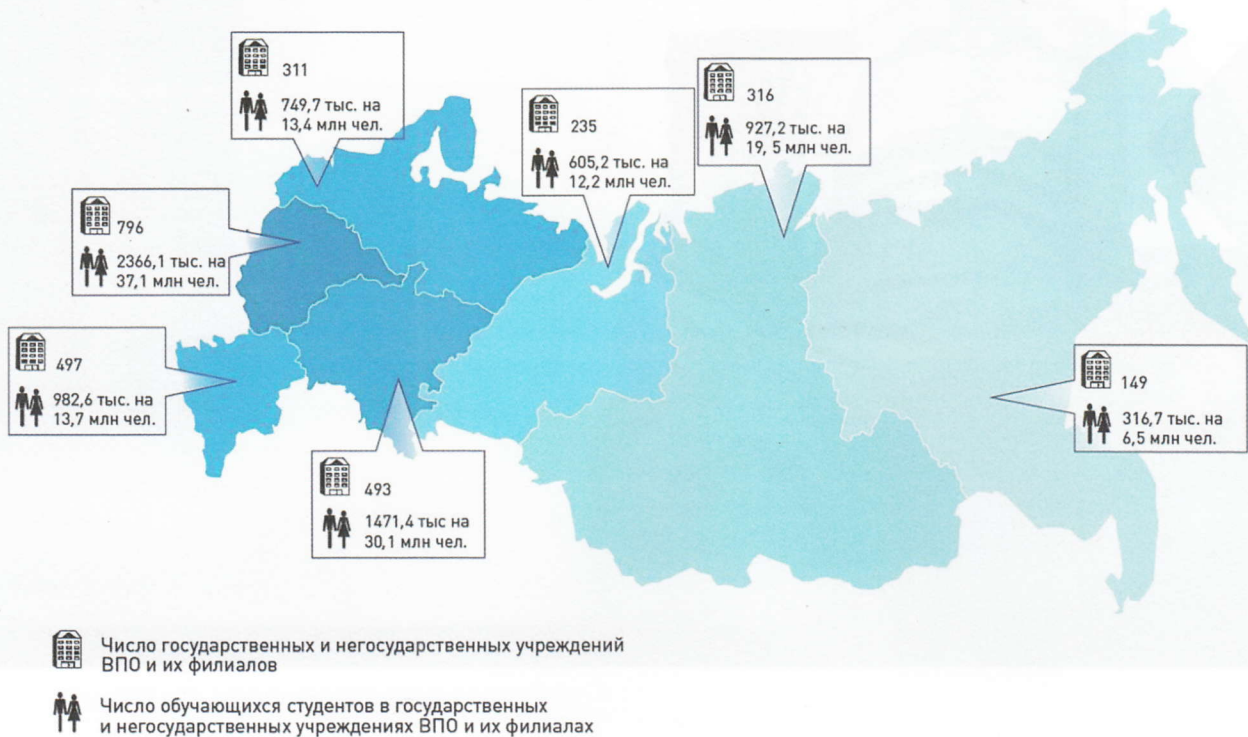 311
749,7 тыс. на
13,4 млн чел.
316
927,2 тыс. на
19, 5 млн чел.
235
605,2 тыс. на
12,2 млн чел.
796
2366,1 тыс. на
37,1 млн чел.
497
982,6 тыс. на
13,7 млн чел.
149
316,7 тыс. на
6,5 млн чел.
493
1471,4 тыс на
30,1 млн чел.
Число государственных и негосударственных учреждений
ВПО и их филиалов
Число обучающихся студентов в государственных
и негосударственных учреждениях ВПО и их филиалах